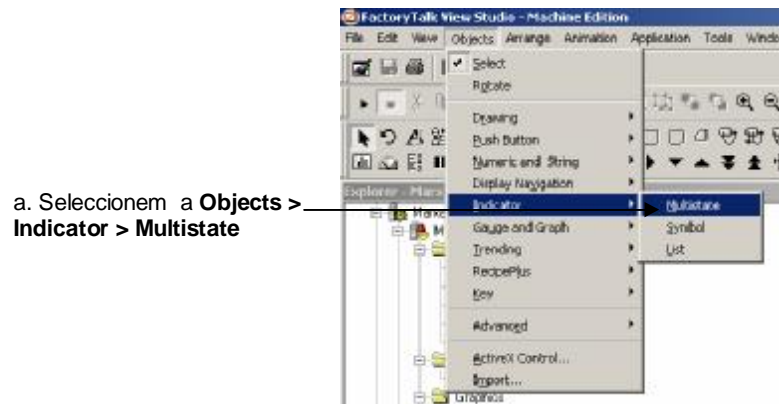 FactoryTalk View Studio - Machine Edition
File Edit View Objects Arrange Animation Application Tools Windo
Select
Rotate
Drawing
Push Button
Numeric and String
Display Navigation
Indicator
Multistate
Gauge and Graph
Symbol
Trending
List
RecipePlus
Key
Advanced
ActiveX Control...
Import...
Explorer - Mars
Graphics
a. Seleccionem a Objects >
Indicator > Multistate